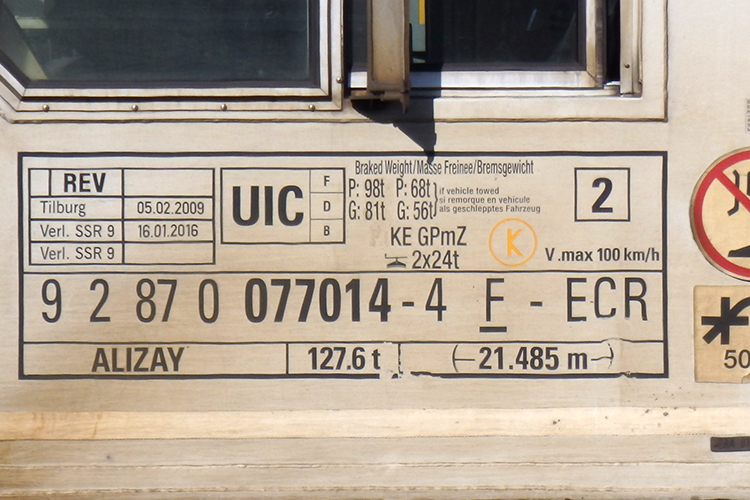 Braked Weight/Masse Freinee/Bremsgewicht
REV
Tilburg 05.02.2009
Verl. SSR 9 16.01.2016
Verl. SSR 9
UIC
F
D
B
P: 98t P: 68t
G: 81t G: 56t
if vehicle towed
si remorque en vehicule
als geschlepptes Fahrzeug
KE GPmZ
2x24t
K
2
V.max 100 km/h
9 2 87 0 077014-4 F - ECR
ALIZAY 127.6 t 21.485 m
50